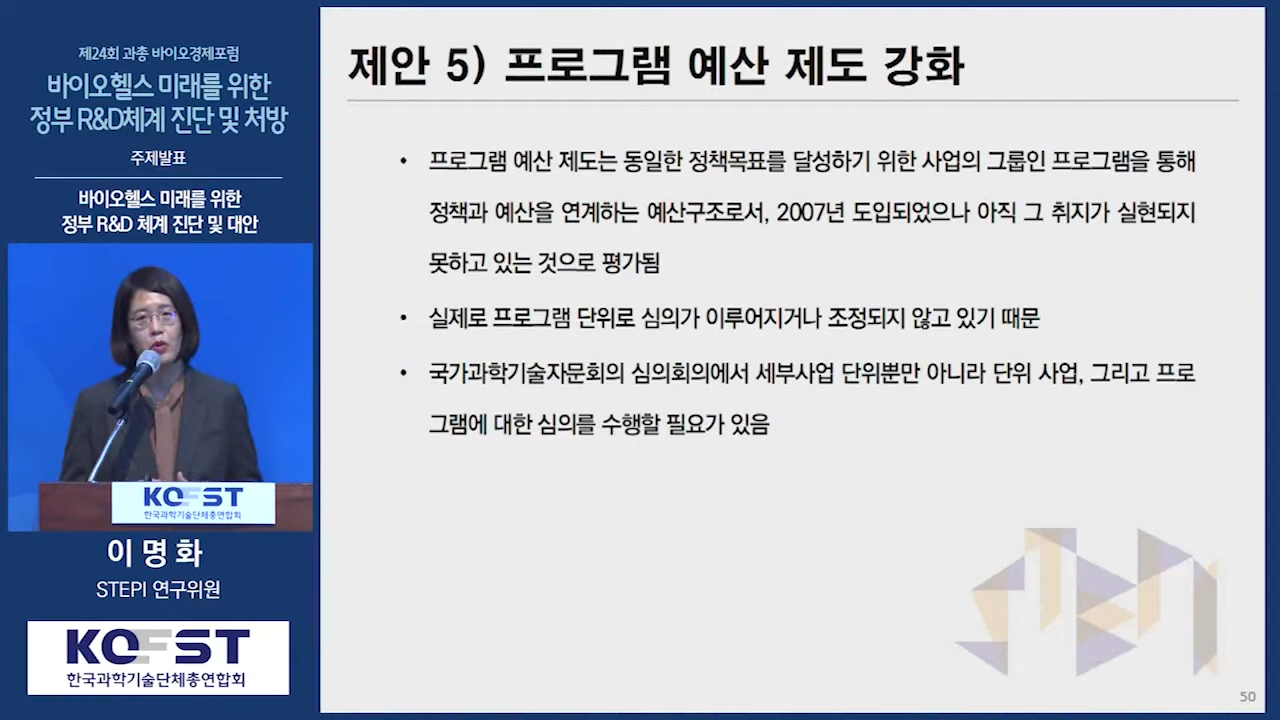 제24회 과총 바이오경제포럼
바이오헬스 미래를 위한
정부 R&D체계 진단 및 처방
주제발표
바이오헬스 미래를 위한
정부 R&D 체계 진단 및 대안
KOFST
한국과학기술단체총연합회
이 명 화
STEPI 연구위원
KOFST
한국과학기술단체총연합회
제안 5) 프로그램 예산 제도 강화
• 프로그램 예산 제도는 동일한 정책목표를 달성하기 위한 사업의 그룹인 프로그램을 통해
정책과 예산을 연계하는 예산구조로서, 2007년 도입되었으나 아직 그 취지가 실현되지
못하고 있는 것으로 평가됨
• 실제로 프로그램 단위로 심의가 이루어지거나 조정되지 않고 있기 때문
• 국가과학기술자문회의 심의회의에서 세부사업 단위뿐만 아니라 단위 사업, 그리고 프로
그램에 대한 심의를 수행할 필요가 있음
50